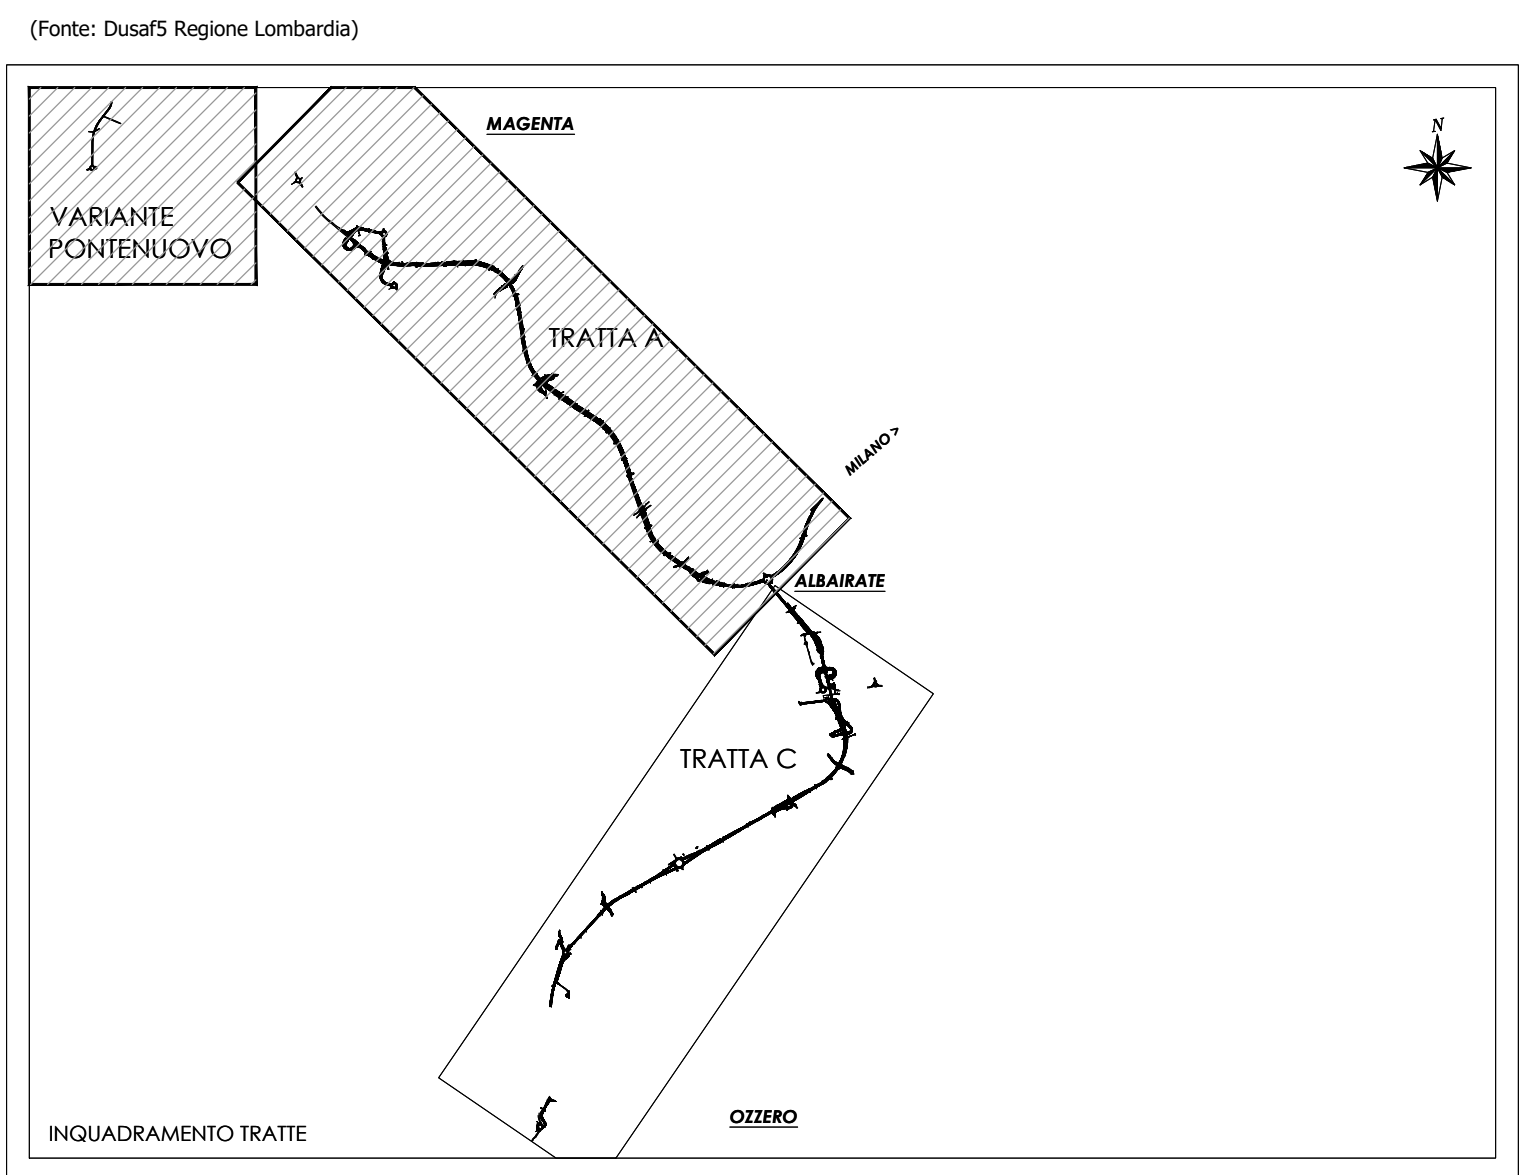 (Fonte: Dusaf5 Regione Lombardia)
MAGENTA
N
VARIANTE
PONTENUOVO
TRATTA A
MILANO >
ALBAIRATE
TRATTA C
OZZERO
INQUADRAMENTO TRATTE